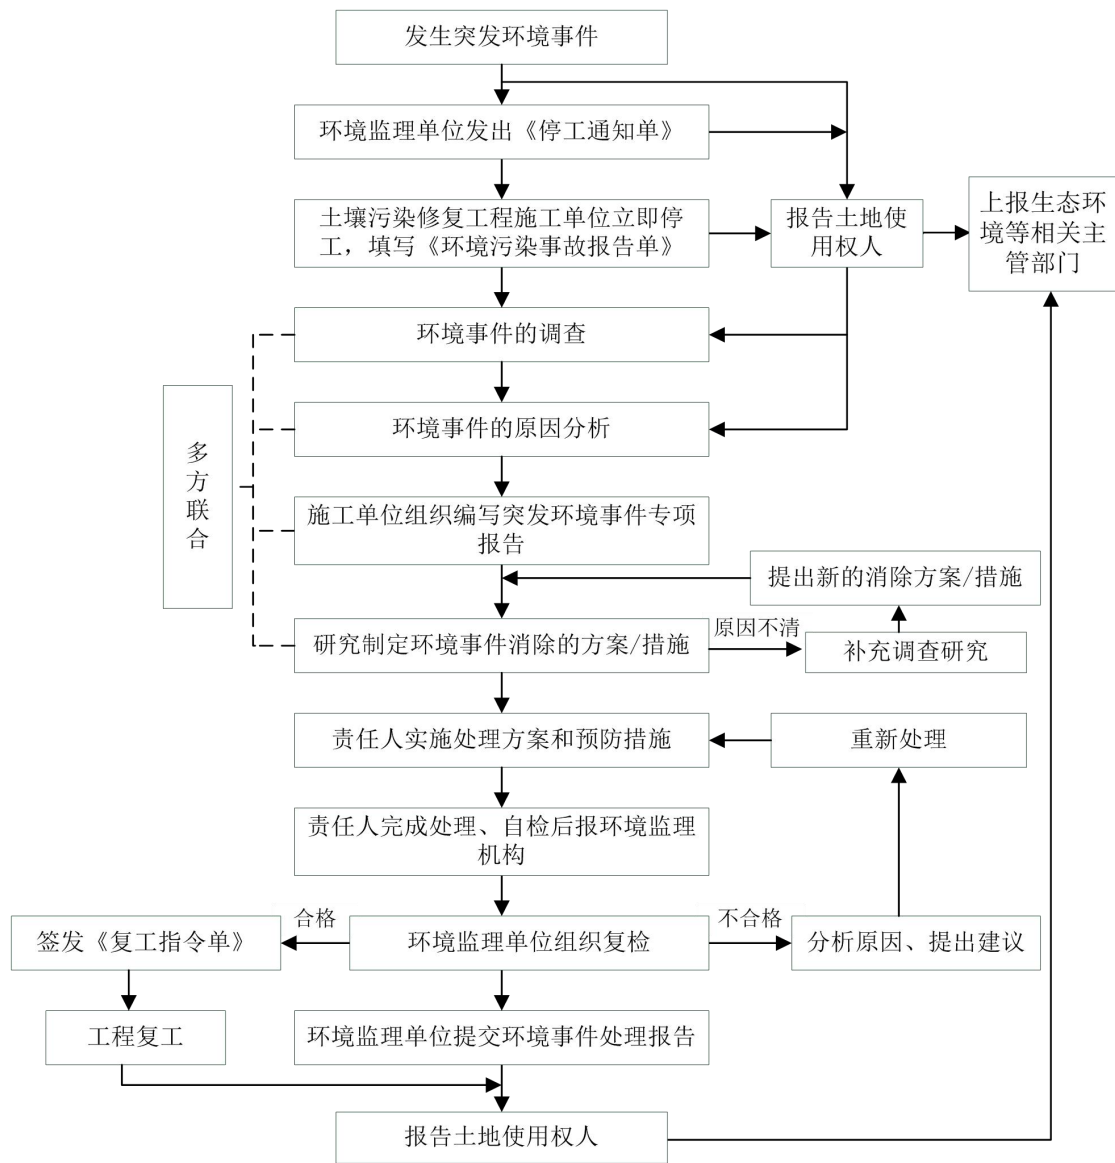 发生突发环境事件
环境监理单位发出《停工通知单》
土壤污染修复工程施工单位立即停
工，填写《环境污染事故报告单》
报告土地使
用权人
上报生态环
境等相关主
管部门
环境事件的调查
环境事件的原因分析
多
方
联
合
施工单位组织编写突发环境事件专项
报告
提出新的消除方案/措施
研究制定环境事件消除的方案/措施
原因不清
补充调查研究
责任人实施处理方案和预防措施
重新处理
责任人完成处理、自检后报环境监理
机构
签发《复工指令单》
合格
环境监理单位组织复检
不合格
分析原因、提出建议
工程复工
环境监理单位提交环境事件处理报告
报告土地使用权人